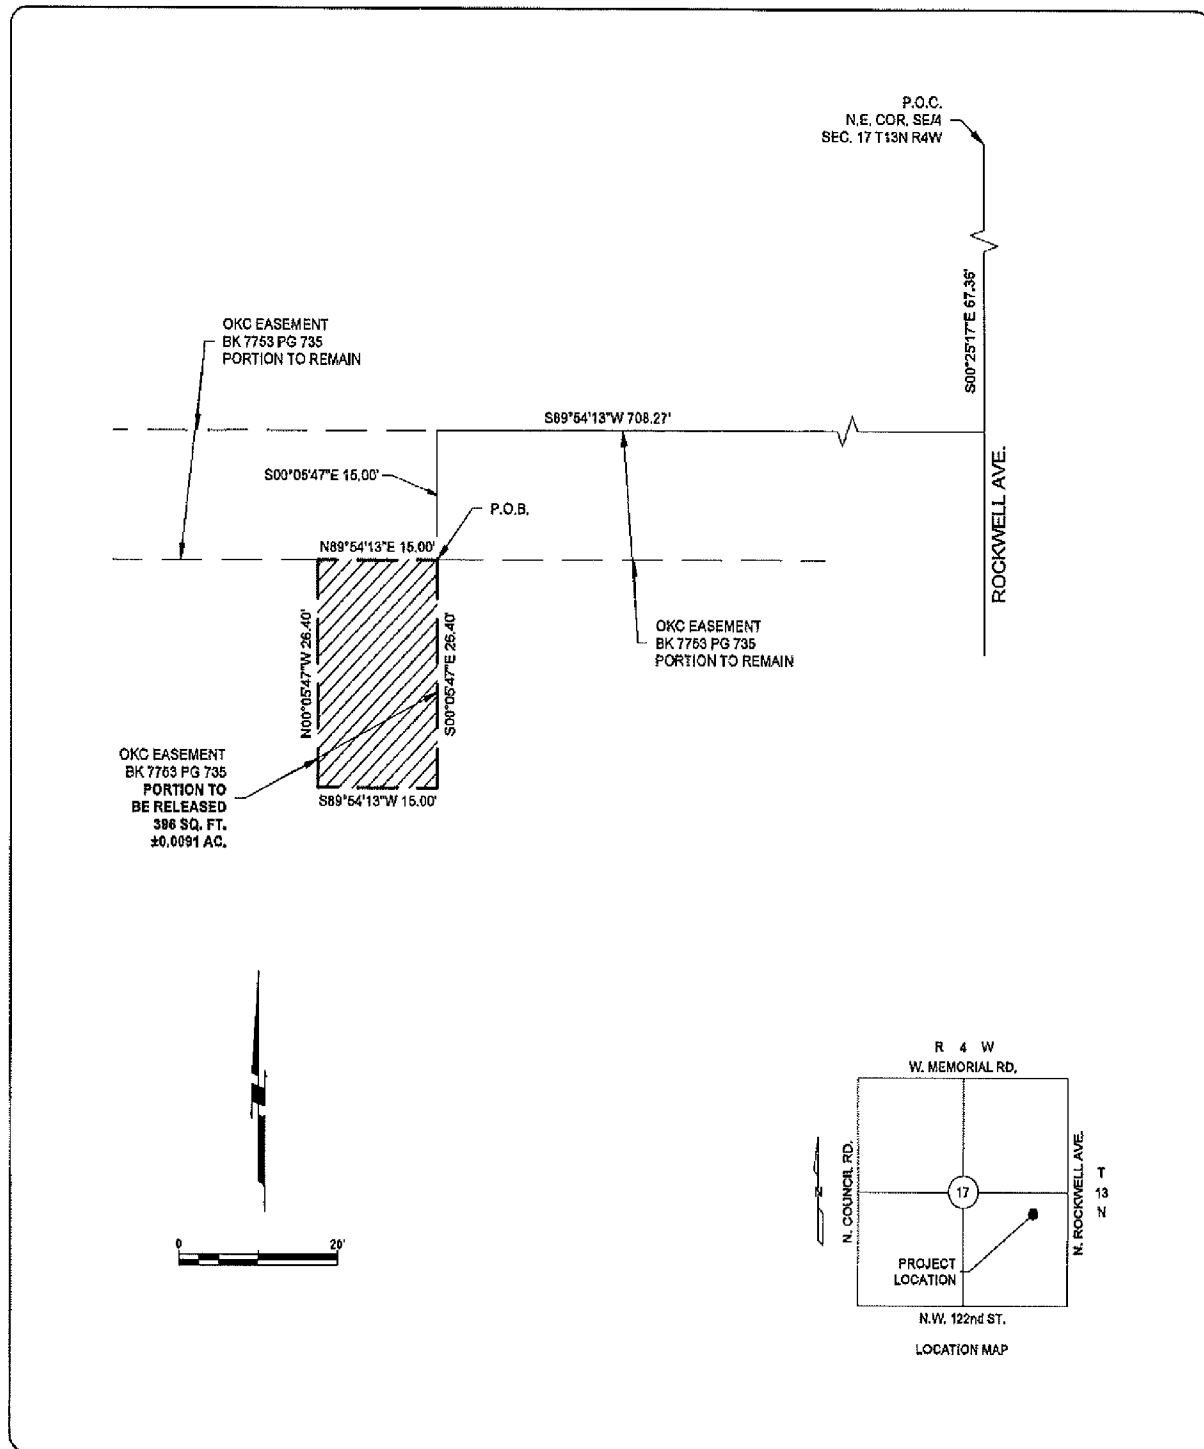 P.O.C.
N.E. COR. SE/4
SEC. 17 T13N R4W
S00°25'17"E 67.36'
OKC EASEMENT
BK 7753 PG 735
PORTION TO REMAIN
S89°54'13"W 708.27'
S00°05'47"E 15.00'
P.O.B.
ROCKWELL AVE.
N89°54'13"E 15.00'
N00°05'47"W 26.40'
S00°05'47"E 26.40'
OKC EASEMENT
BK 7753 PG 735
PORTION TO REMAIN
OKC EASEMENT
BK 7753 PG 735
PORTION TO
BE RELEASED
396 SQ. FT.
±0.0091 AC.
S89°54'13"W 15.00'
0 20'
R 4 W
W. MEMORIAL RD.
N. COUNCIL RD.
N
17
N. ROCKWELL AVE.
T
13
N
PROJECT
LOCATION
N.W. 122nd ST.
LOCATION MAP